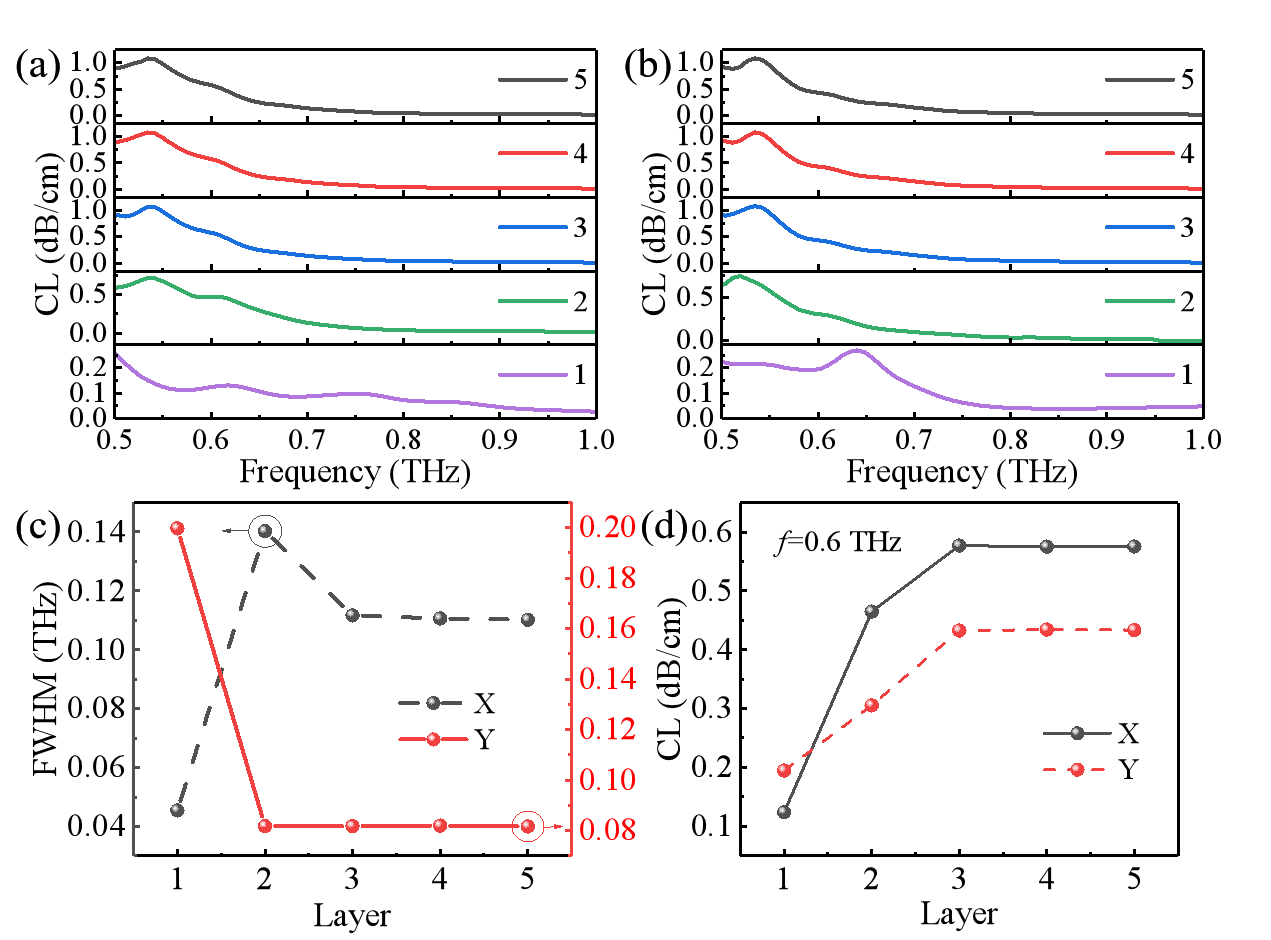 (a)
CL (dB/cm)
1.0
0.5
0.0
5
1.0
0.5
0.0
4
1.0
0.5
0.0
3
0.5
0.0
2
0.2
0.1
0.0
1
0.5 0.6 0.7 0.8 0.9 1.0
Frequency (THz)
(b)
CL (dB/cm)
1.0
0.5
0.0
5
1.0
0.5
0.0
4
1.0
0.5
0.0
3
0.5
0.0
2
0.2
0.1
0.0
1
0.5 0.6 0.7 0.8 0.9 1.0
Frequency (THz)
(c)
FWHM (THz)
0.14
0.12
0.10
0.08
0.06
0.04
X
Y
0.20
0.18
0.16
0.14
0.12
0.10
0.08
1 2 3 4 5
Layer
(d)
CL (dB/cm)
0.6
0.5
0.4
0.3
0.2
0.1
f=0.6 THz
X
Y
1 2 3 4 5
Layer